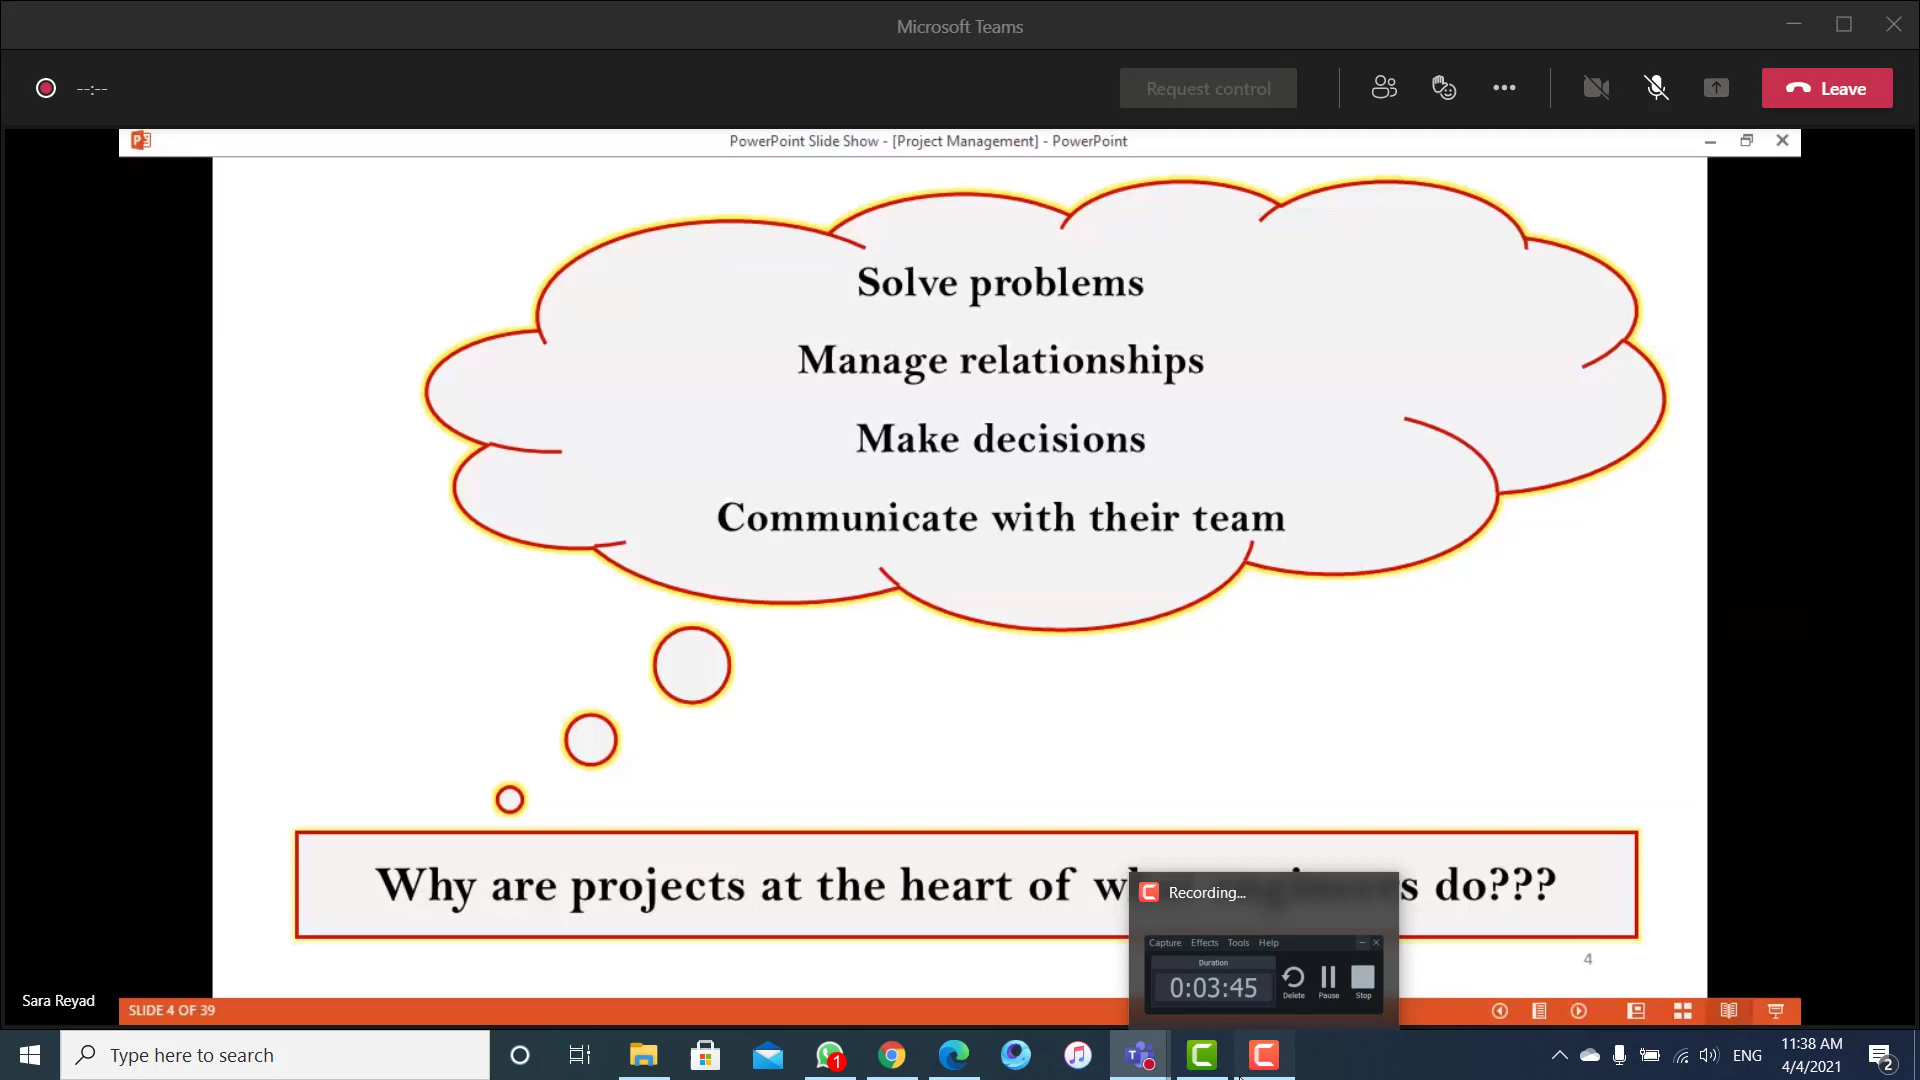 Microsoft Teams
--:--
Request control
Leave
PowerPoint Slide Show - [Project Management] - PowerPoint
Solve problems
Manage relationships
Make decisions
Communicate with their team
Why are projects at the heart of do???
Recording...
Capture Effects Tools Help
Duration
0:03:45
Delete Pause Stop
4
Sara Reyad
SLIDE 4 OF 39
Type here to search
1
ENG
11:38 AM
4/4/2021
2